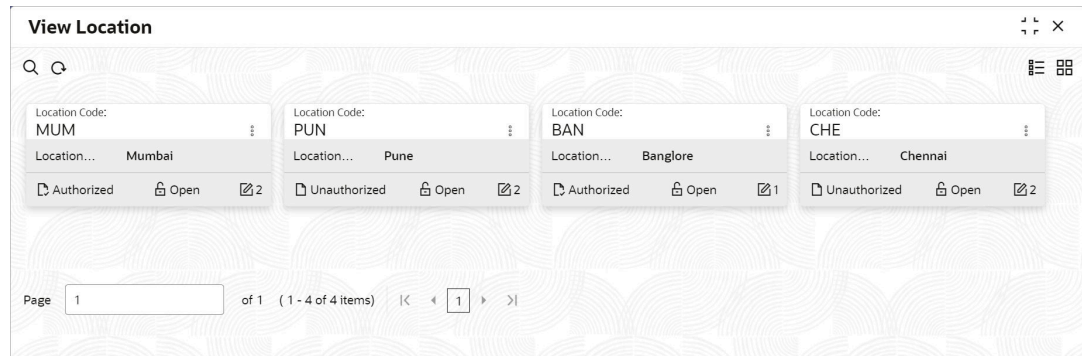 View Location
Location Code: Location Code: Location Code: Location Code:
MUM PUN BAN CHE
Location... Mumbai Location... Pune Location... Banglore Location... Chennai
Authorized Open 2 Unauthorized Open 2 Authorized Open 1 Unauthorized Open 2
Page 1 of 1 (1 - 4 of 4 items) 1